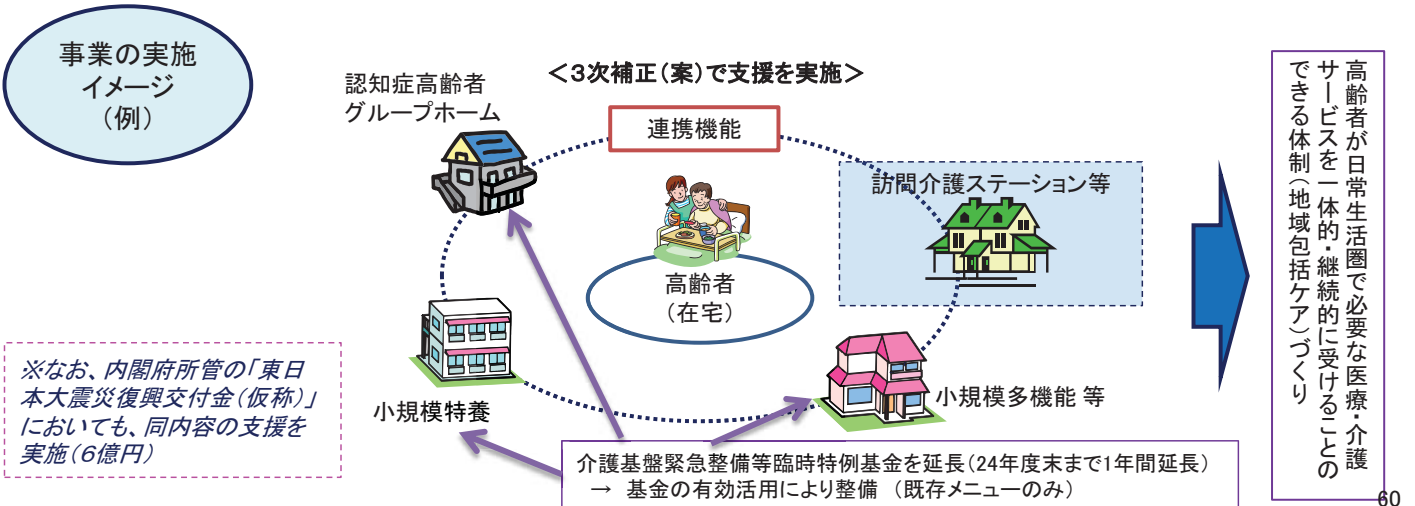 事業の実施
イメージ
（例）
＜３次補正（案）で支援を実施＞
認知症高齢者
グループホーム
連携機能
訪問介護ステーション等
高齢者
（在宅）
小規模特養
小規模多機能 等
※なお、内閣府所管の「東日
本大震災復興交付金（仮称）」
においても、同内容の支援を
実施（６億円）
介護基盤緊急整備等臨時特例基金を延長（24年度末まで１年間延長）
→ 基金の有効活用により整備 （既存メニューのみ）
高齢者が日常生活圏で必要な医療・介護
サービスを一体的・継続的に受けることの
できる体制（地域包括ケア）づくり
60